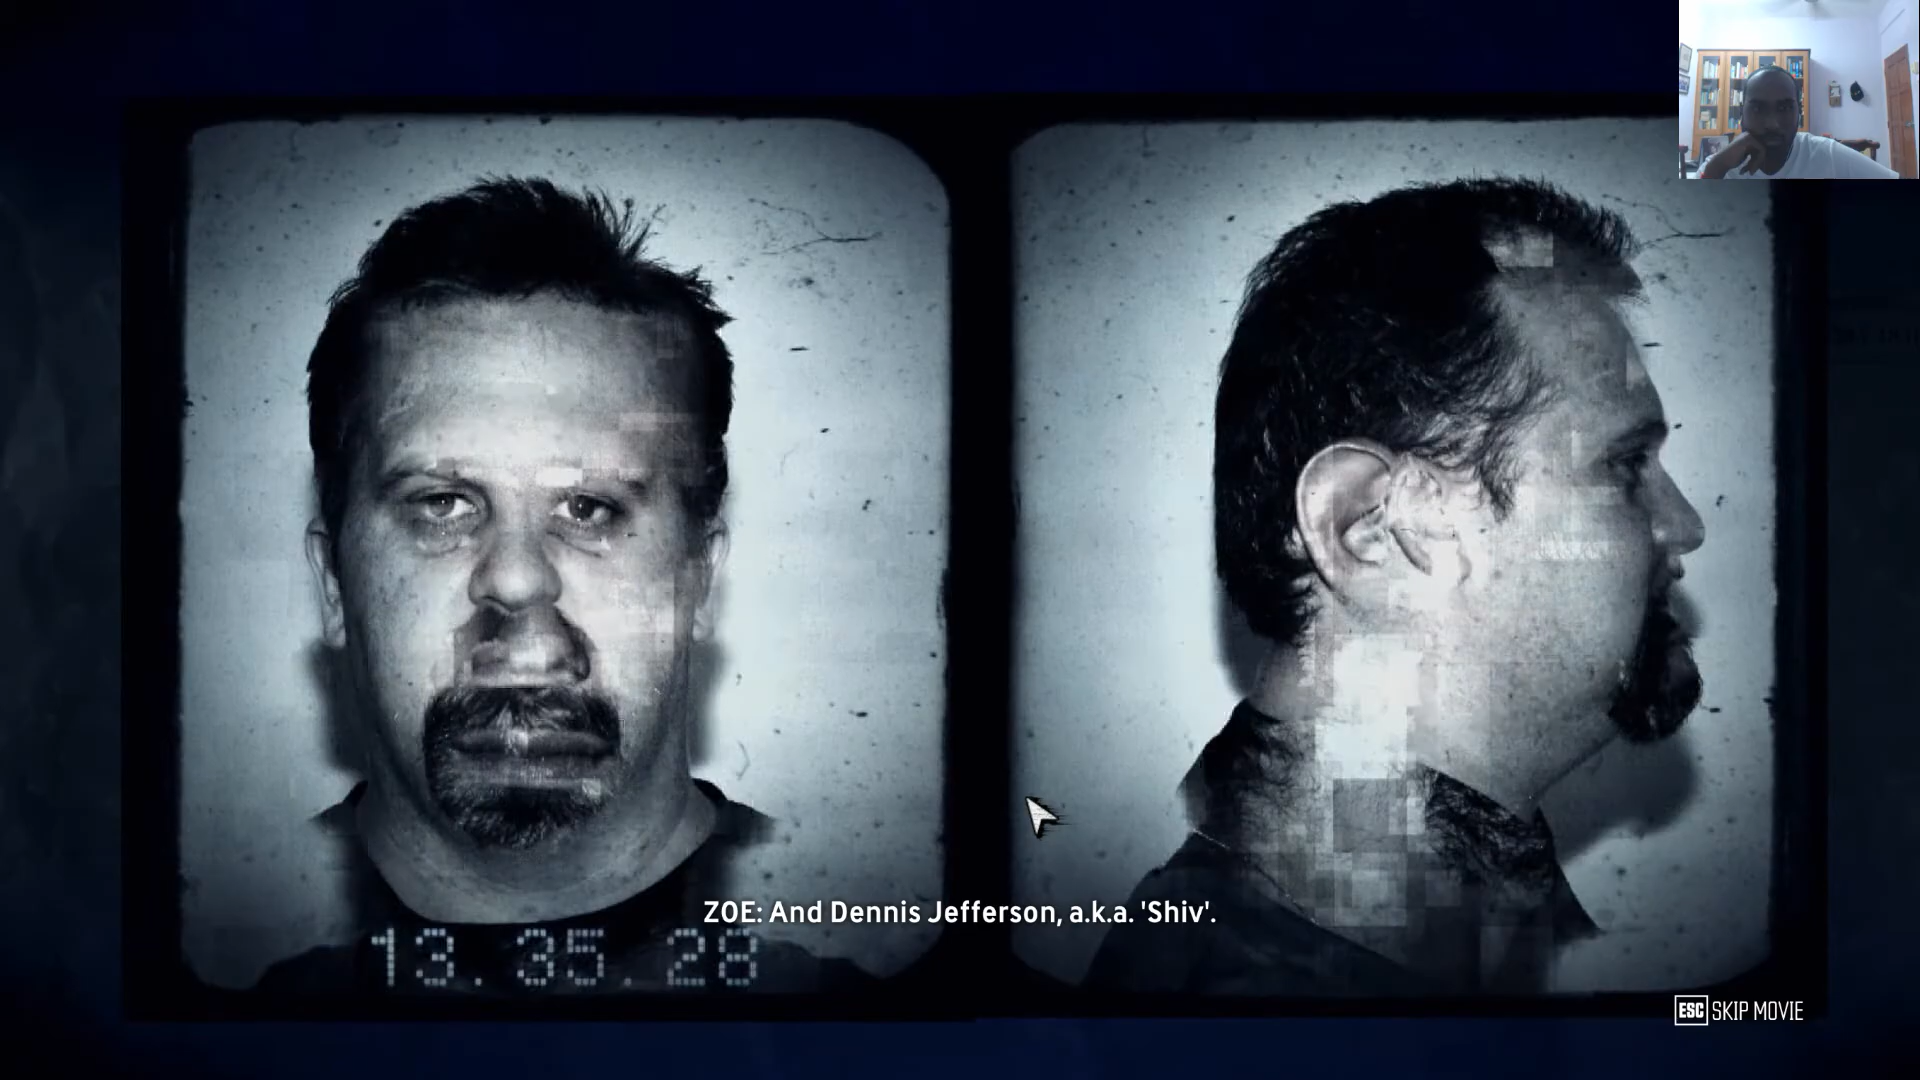 ZOE: And Dennis Jefferson, a.k.a. 'Shiv'.
13.35.28
ESC SKIP MOVIE